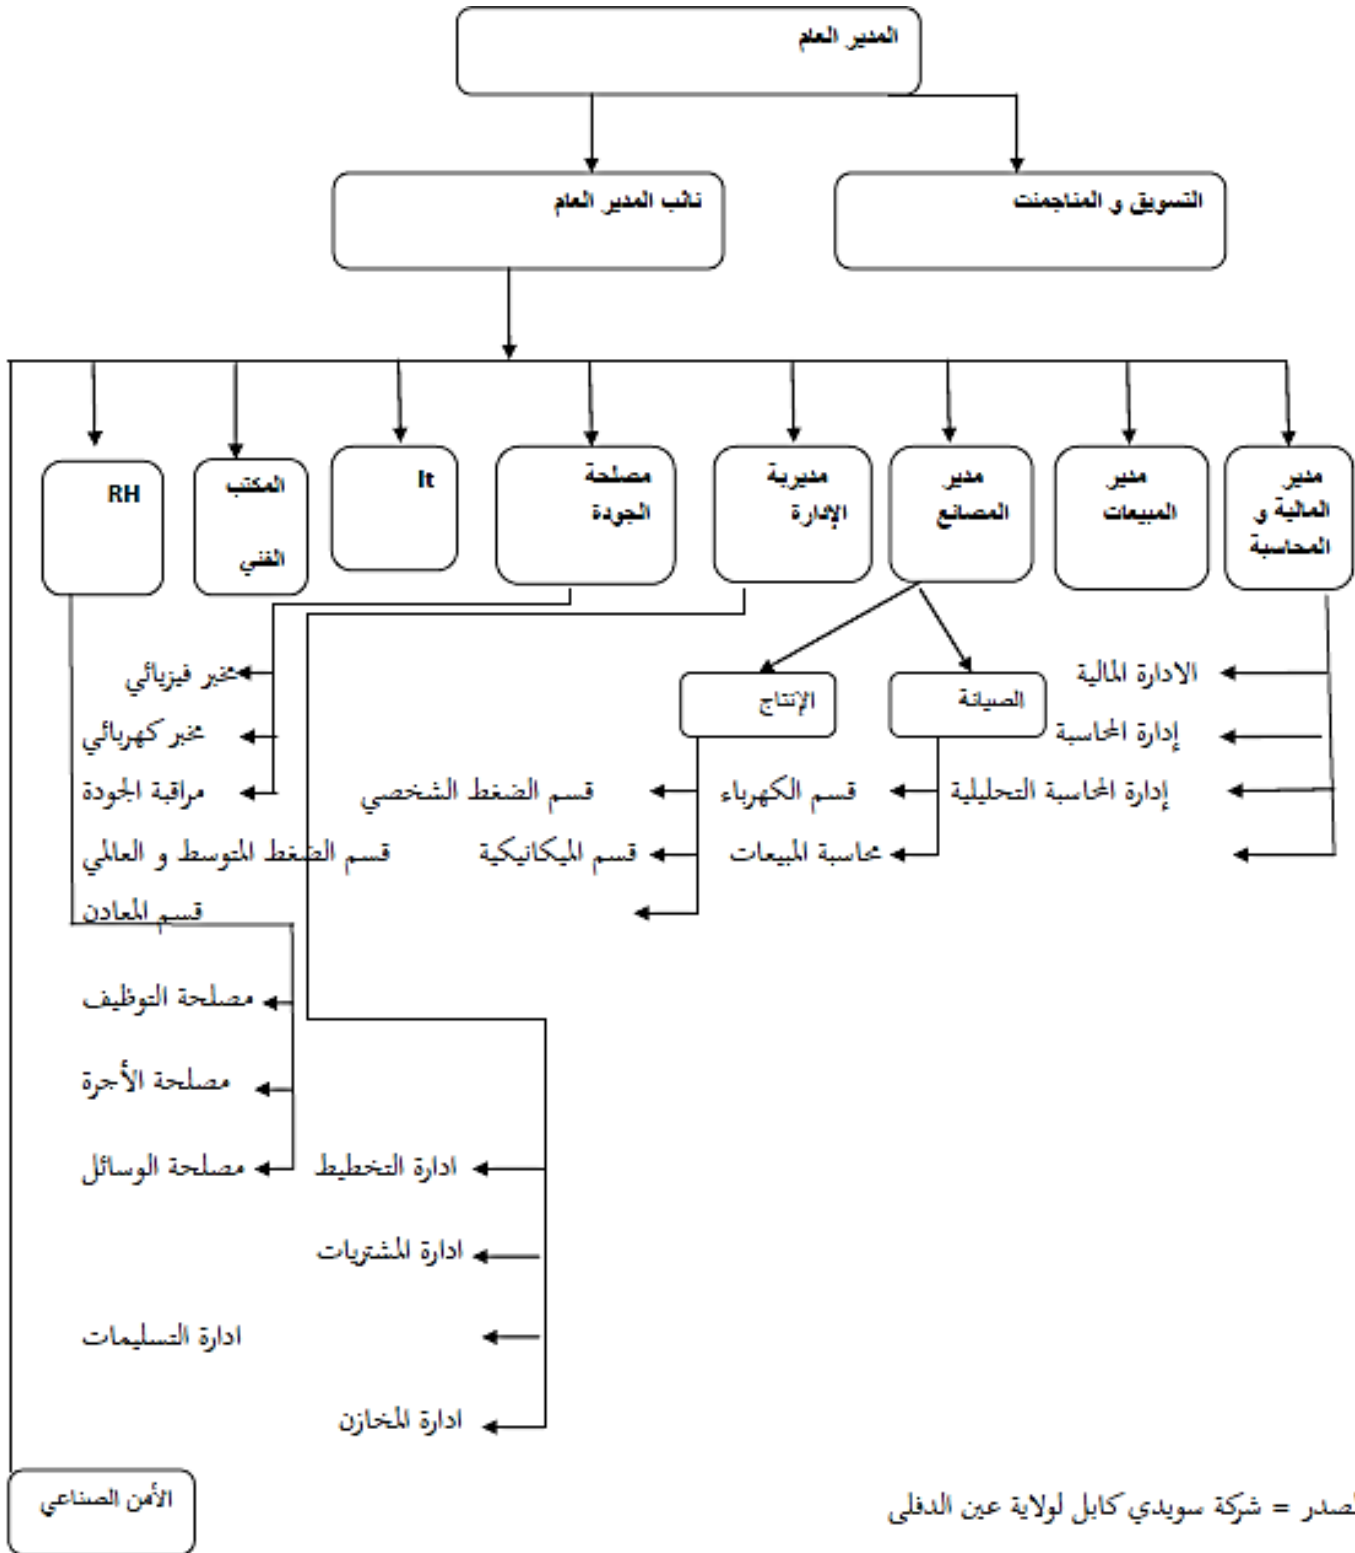 المدير العام
التسويق و المناجمنت
نائب المدير العام
مدير
المالية و
المحاسبة
مدير
المبيعات
مدير
المصانع
مديرية
الإدارة
مصلحة
الجودة
It
المكتب
الفني
RH
الادارة المالية
الصيانة
الإنتاج
مخبر فيزيائي
إدارة المحاسبة
مخبر كهربائي
إدارة المحاسبة التحليلية
قسم الكهرباء
قسم الضغط الشخصي
مراقبة الجودة
محاسبة المبيعات
قسم الميكانيكية
قسم الضغط المتوسط و العالمي
قسم المعادن
مصلحة التوظيف
مصلحة الأجرة
ادارة التخطيط
مصلحة الوسائل
ادارة المشتريات
ادارة التسليمات
ادارة المخازن
الأمن الصناعي
لصدر = شركة سويدي كابل لولاية عين الدفلى